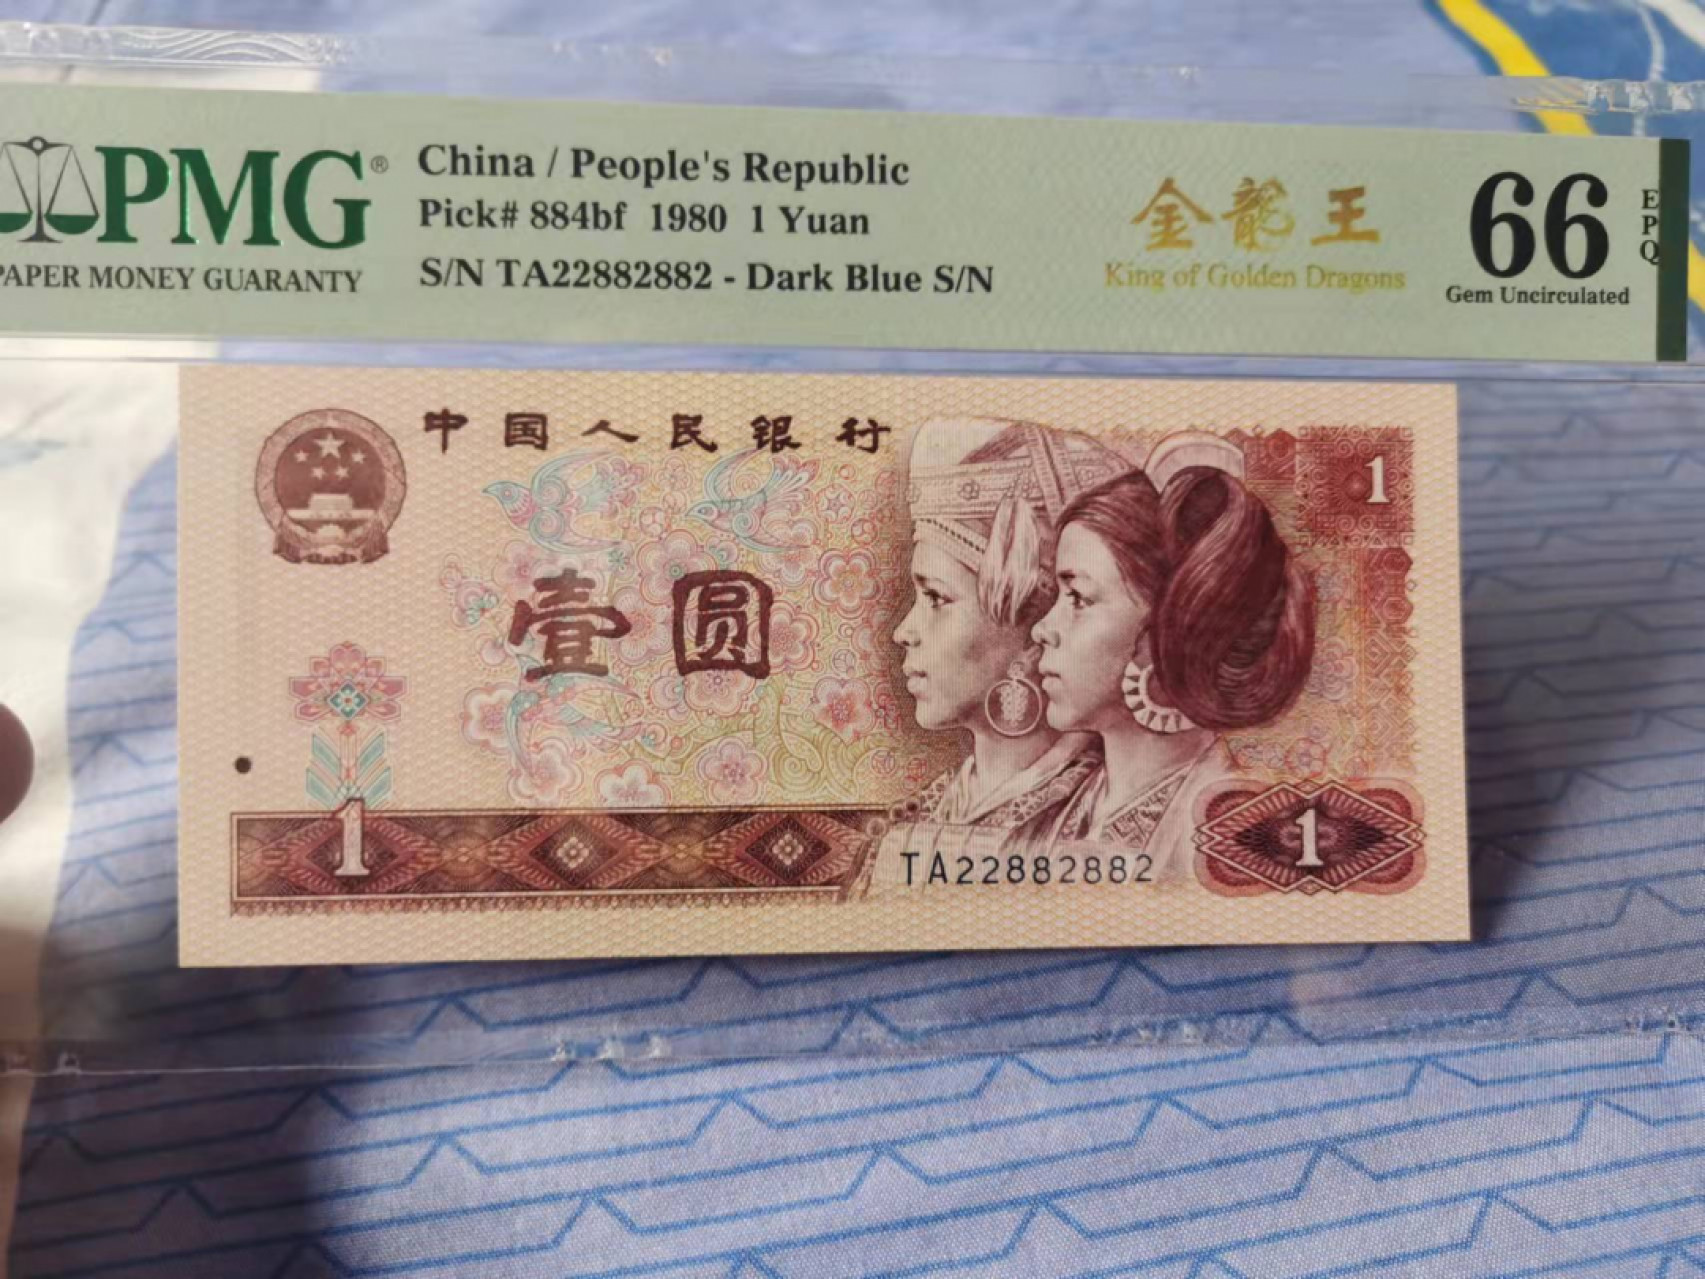 PMG®
PAPER MONEY GUARANTY
China / People's Republic
Pick# 884bf 1980 1 Yuan
S/N TA22882882 - Dark Blue S/N
金龍王
King of Golden Dragons
66
EPQ
Gem Uncirculated
中国人民银行
1
壹圆
1
TA22882882
1